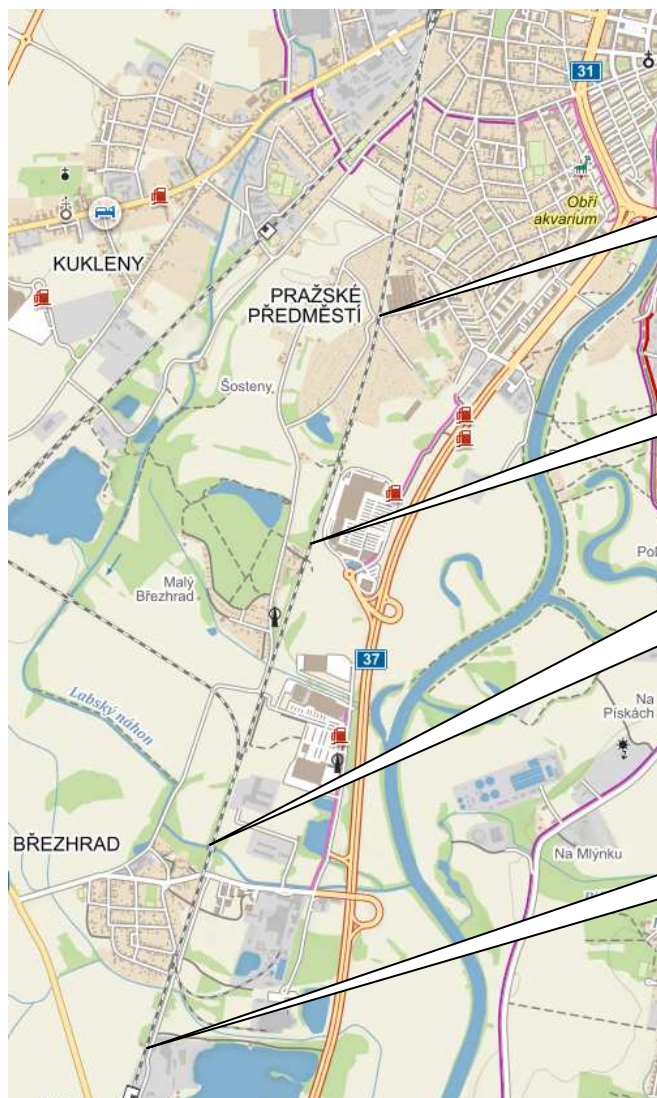 31
Obří
akvarium
KUKLENY
PRAŽSKÉ
PŘEDMĚSTÍ
Šosteny
Malý
Březhrad
37
Labský náhon
Na
Pískách
BŘEZHRAD
Na Mlýnku